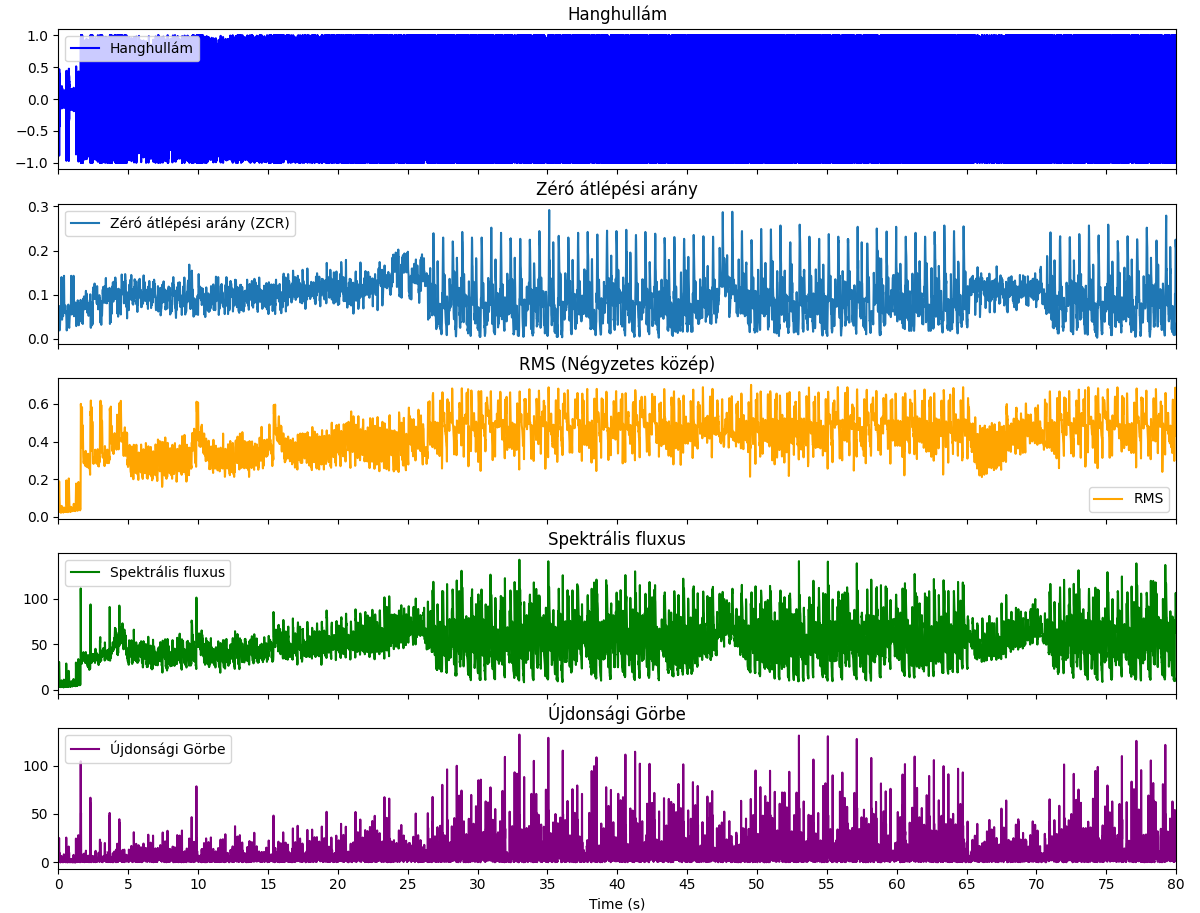 Hanghullám
1.0
0.5
0.0
−0.5
−1.0
Hanghullám
Zéró átlépési arány
0.3
0.2
0.1
0.0
Zéró átlépési arány (ZCR)
RMS (Négyzetes közép)
0.6
0.4
0.2
0.0
RMS
Spektrális fluxus
100
50
0
Spektrális fluxus
Újdonsági Görbe
100
50
0
Újdonsági Görbe
0 5 10 15 20 25 30 35 40 45 50 55 60 65 70 75 80
Time (s)